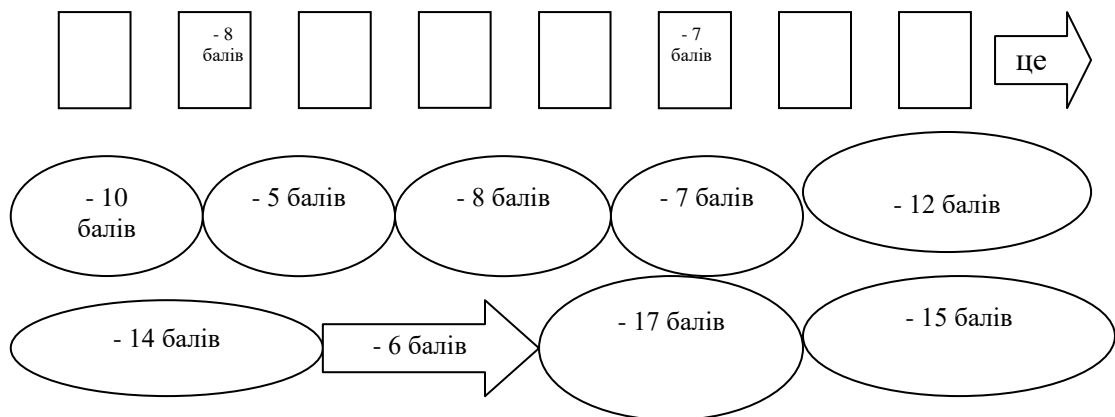 - 8
балів
- 7
балів
це
- 10
балів
- 5 балів
- 8 балів
- 7 балів
- 12 балів
- 14 балів
- 6 балів
- 17 балів
- 15 балів